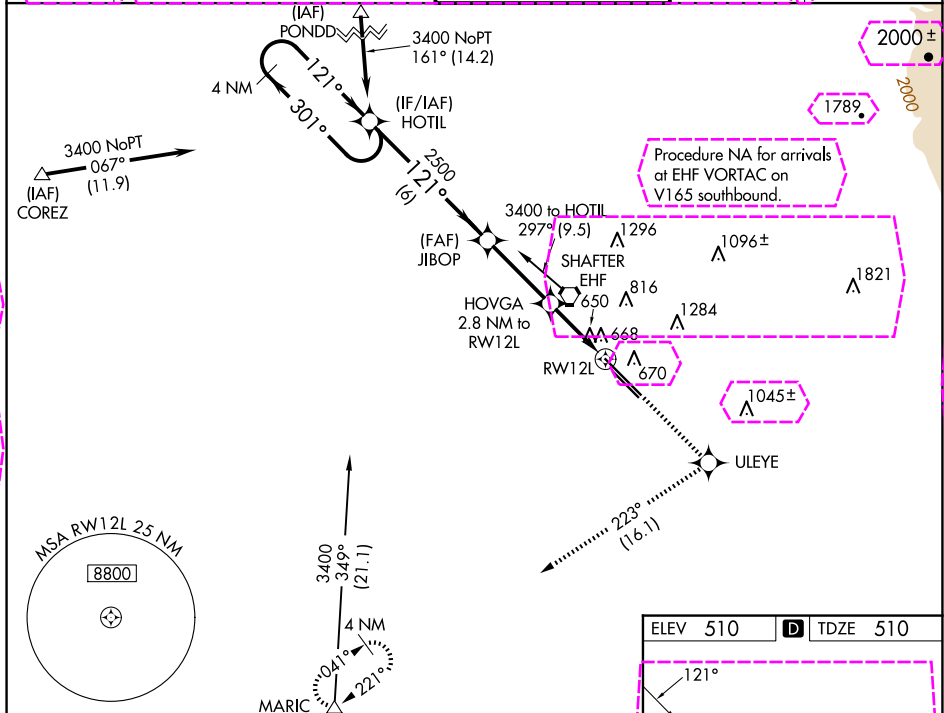 (IAF)
PONDD
3400 NoPT
161° (14.2)
2000 ±
2000
1789
4 NM
121°
301°
(IF/IAF)
HOTIL
3400 NoPT
067°
(11.9)
(IAF)
COREZ
2500
121°
(6)
Procedure NA for arrivals
at EHF VORTAC on
V165 southbound.
3400 to HOTIL
297° (9.5)
(FAF)
JIBOP
SHAFTER
EHF
1296
1096 ±
1821
650
816
1284
HOVGA
2.8 NM to
RW12L
668
RW12L
670
1045 ±
ULEYE
223°
(16.1)
MSA RW12L 25 NM
8800
3400
349°
(21.1)
4 NM
041°
221°
MARIC
ELEV 510
D
TDZE 510
121°